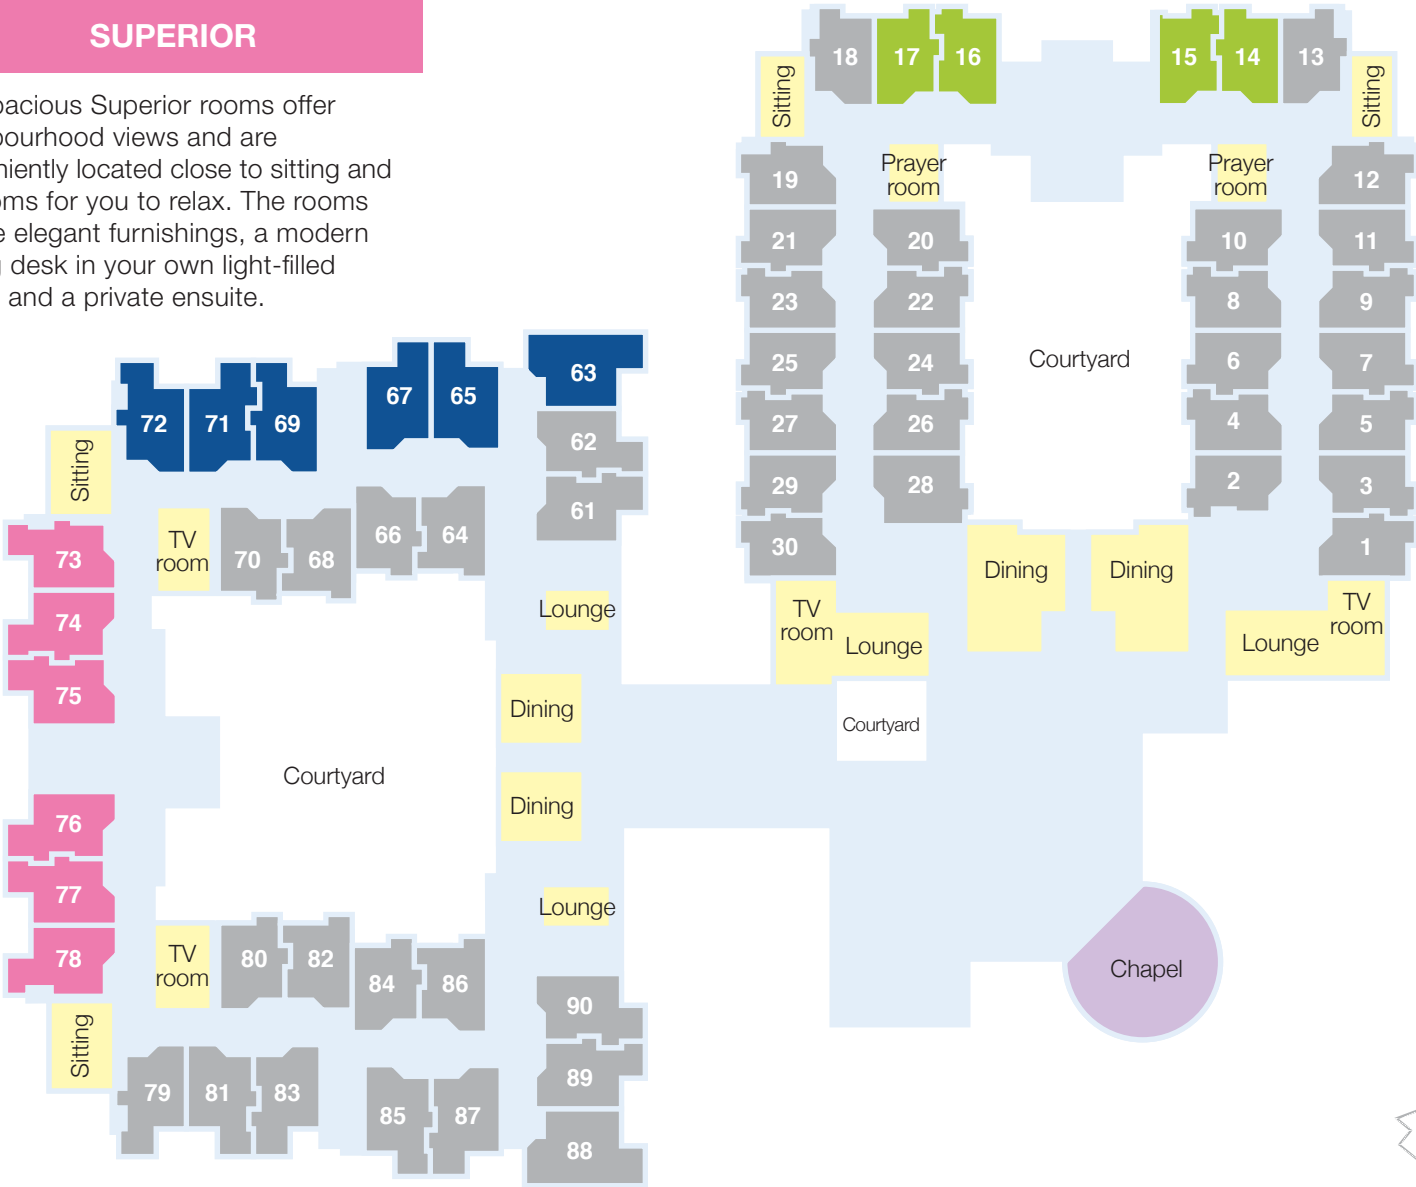 SUPERIOR
pacious Superior rooms offer
bourhood views and are
niently located close to sitting and
oms for you to relax. The rooms
e elegant furnishings, a modern
g desk in your own light-filled
and a private ensuite.
18
17
16
15
14
13
Sitting
Sitting
19
Prayer
room
Prayer
room
12
21
20
10
11
23
22
8
9
25
24
Courtyard
6
7
27
26
4
5
29
28
2
3
30
1
Dining
Dining
TV
room
Lounge
Lounge
TV
room
Courtyard
63
67
65
72
71
69
62
Sitting
61
66
64
73
TV
room
70
68
74
Lounge
75
Dining
Courtyard
Dining
76
77
Lounge
78
TV
room
80
82
84
86
Chapel
90
Sitting
79
81
83
89
85
87
88